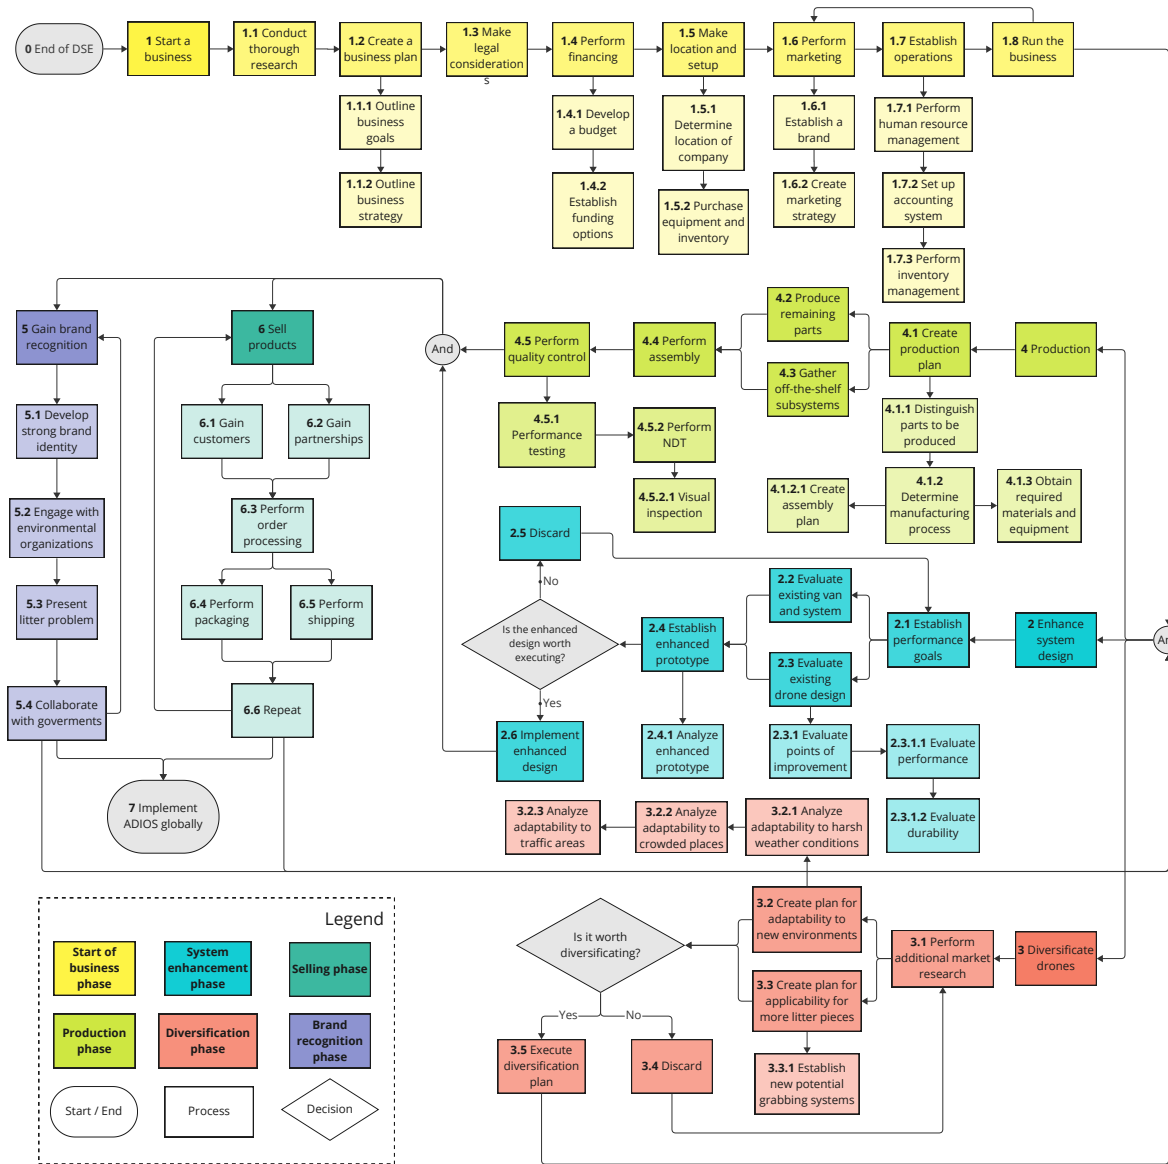 0 End of DSE
1 Start a
business
1.1 Conduct
thorough
research
1.2 Create a
business plan
1.3 Make
legal
consideration
s
1.4 Perform
financing
1.5 Make
location and
setup
1.6 Perform
marketing
1.7 Establish
operations
1.8 Run the
business
1.1.1 Outline
business
goals
1.1.2 Outline
business
strategy
1.4.1 Develop
a budget
1.4.2
Establish
funding
options
1.5.1
Determine
location of
company
1.5.2 Purchase
equipment and
inventory
1.6.1
Establish a
brand
1.6.2 Create
marketing
strategy
1.7.1 Perform
human resource
management
1.7.2 Set up
accounting
system
1.7.3 Perform
inventory
management
5 Gain brand
recognition
6 Sell
products
And
4.5 Perform
quality control
4.4 Perform
assembly
4.2 Produce
remaining
parts
4.3 Gather
off-the-shelf
subsystems
4.1 Create
production
plan
4 Production
5.1 Develop
strong brand
identity
6.1 Gain
customers
6.2 Gain
partnerships
4.5.1
Performance
testing
4.5.2 Perform
NDT
4.5.2.1 Visual
inspection
4.1.1 Distinguish
parts to be
produced
4.1.2.1 Create
assembly
plan
4.1.2
Determine
manufacturing
process
4.1.3 Obtain
required
materials and
equipment
5.2 Engage with
environmental
organizations
6.3 Perform
order
processing
2.5 Discard
No
5.3 Present
litter problem
6.4 Perform
packaging
6.5 Perform
shipping
Is the enhanced
design worth
executing?
Yes
2.4 Establish
enhanced
prototype
2.2 Evaluate
existing van
and system
2.3 Evaluate
existing
drone design
2.1 Establish
performance
goals
2 Enhance
system
design
An
5.4 Collaborate
with goverments
6.6 Repeat
2.6 Implement
enhanced
design
2.4.1 Analyze
enhanced
prototype
2.3.1 Evaluate
points of
improvement
2.3.1.1 Evaluate
performance
2.3.1.2 Evaluate
durability
7 Implement
ADIOS globally
3.2.3 Analyze
adaptability to
traffic areas
3.2.2 Analyze
adaptability to
crowded places
3.2.1 Analyze
adaptability to harsh
weather conditions
Is it worth
diversificating?
Yes
No
3.2 Create plan for
adaptability to
new environments
3.3 Create plan for
applicability for
more litter pieces
3.1 Perform
additional market
research
3 Diversificate
drones
3.5 Execute
diversification
plan
3.4 Discard
3.3.1 Establish
new potential
grabbing systems
Legend
Start of
business
phase
System
enhancement
phase
Selling phase
Production
phase
Diversification
phase
Brand
recognition
phase
Start / End
Process
Decision